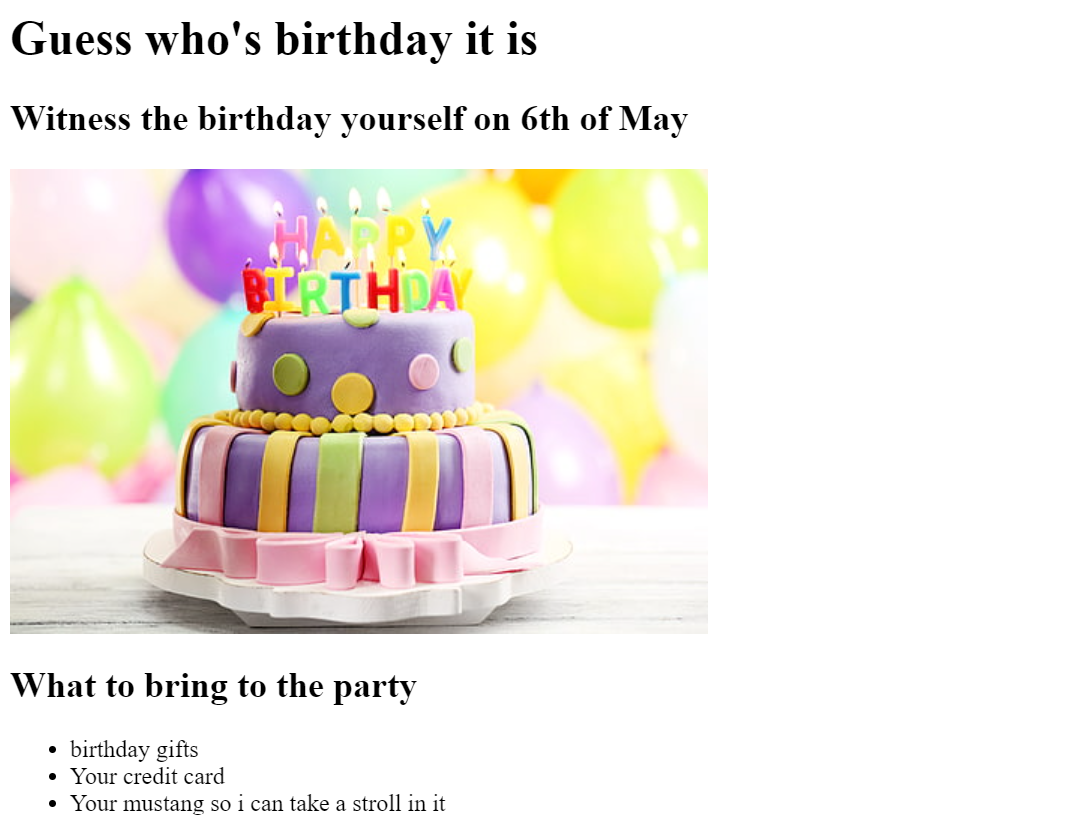 Guess who's birthday it is
Witness the birthday yourself on 6th of May
HAPPY
BIRTHDAY
What to bring to the party
birthday gifts
Your credit card
Your mustang so i can take a stroll in it